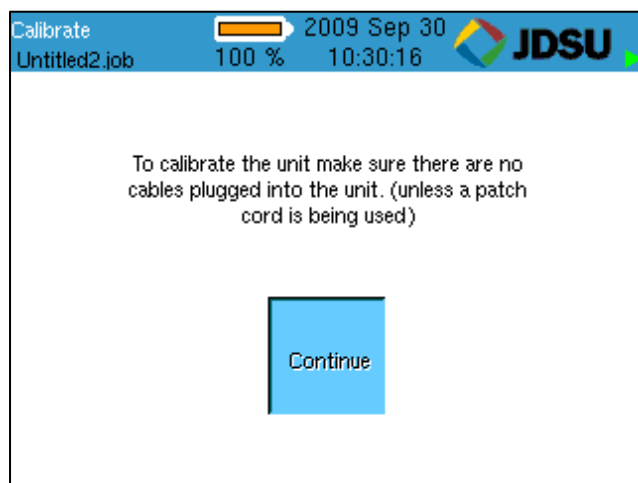 Calibrate
2009 Sep 30
Untitled2.job
100 %
10:30:16
JDSU
To calibrate the unit make sure there are no
cables plugged into the unit. (unless a patch
cord is being used)
Continue